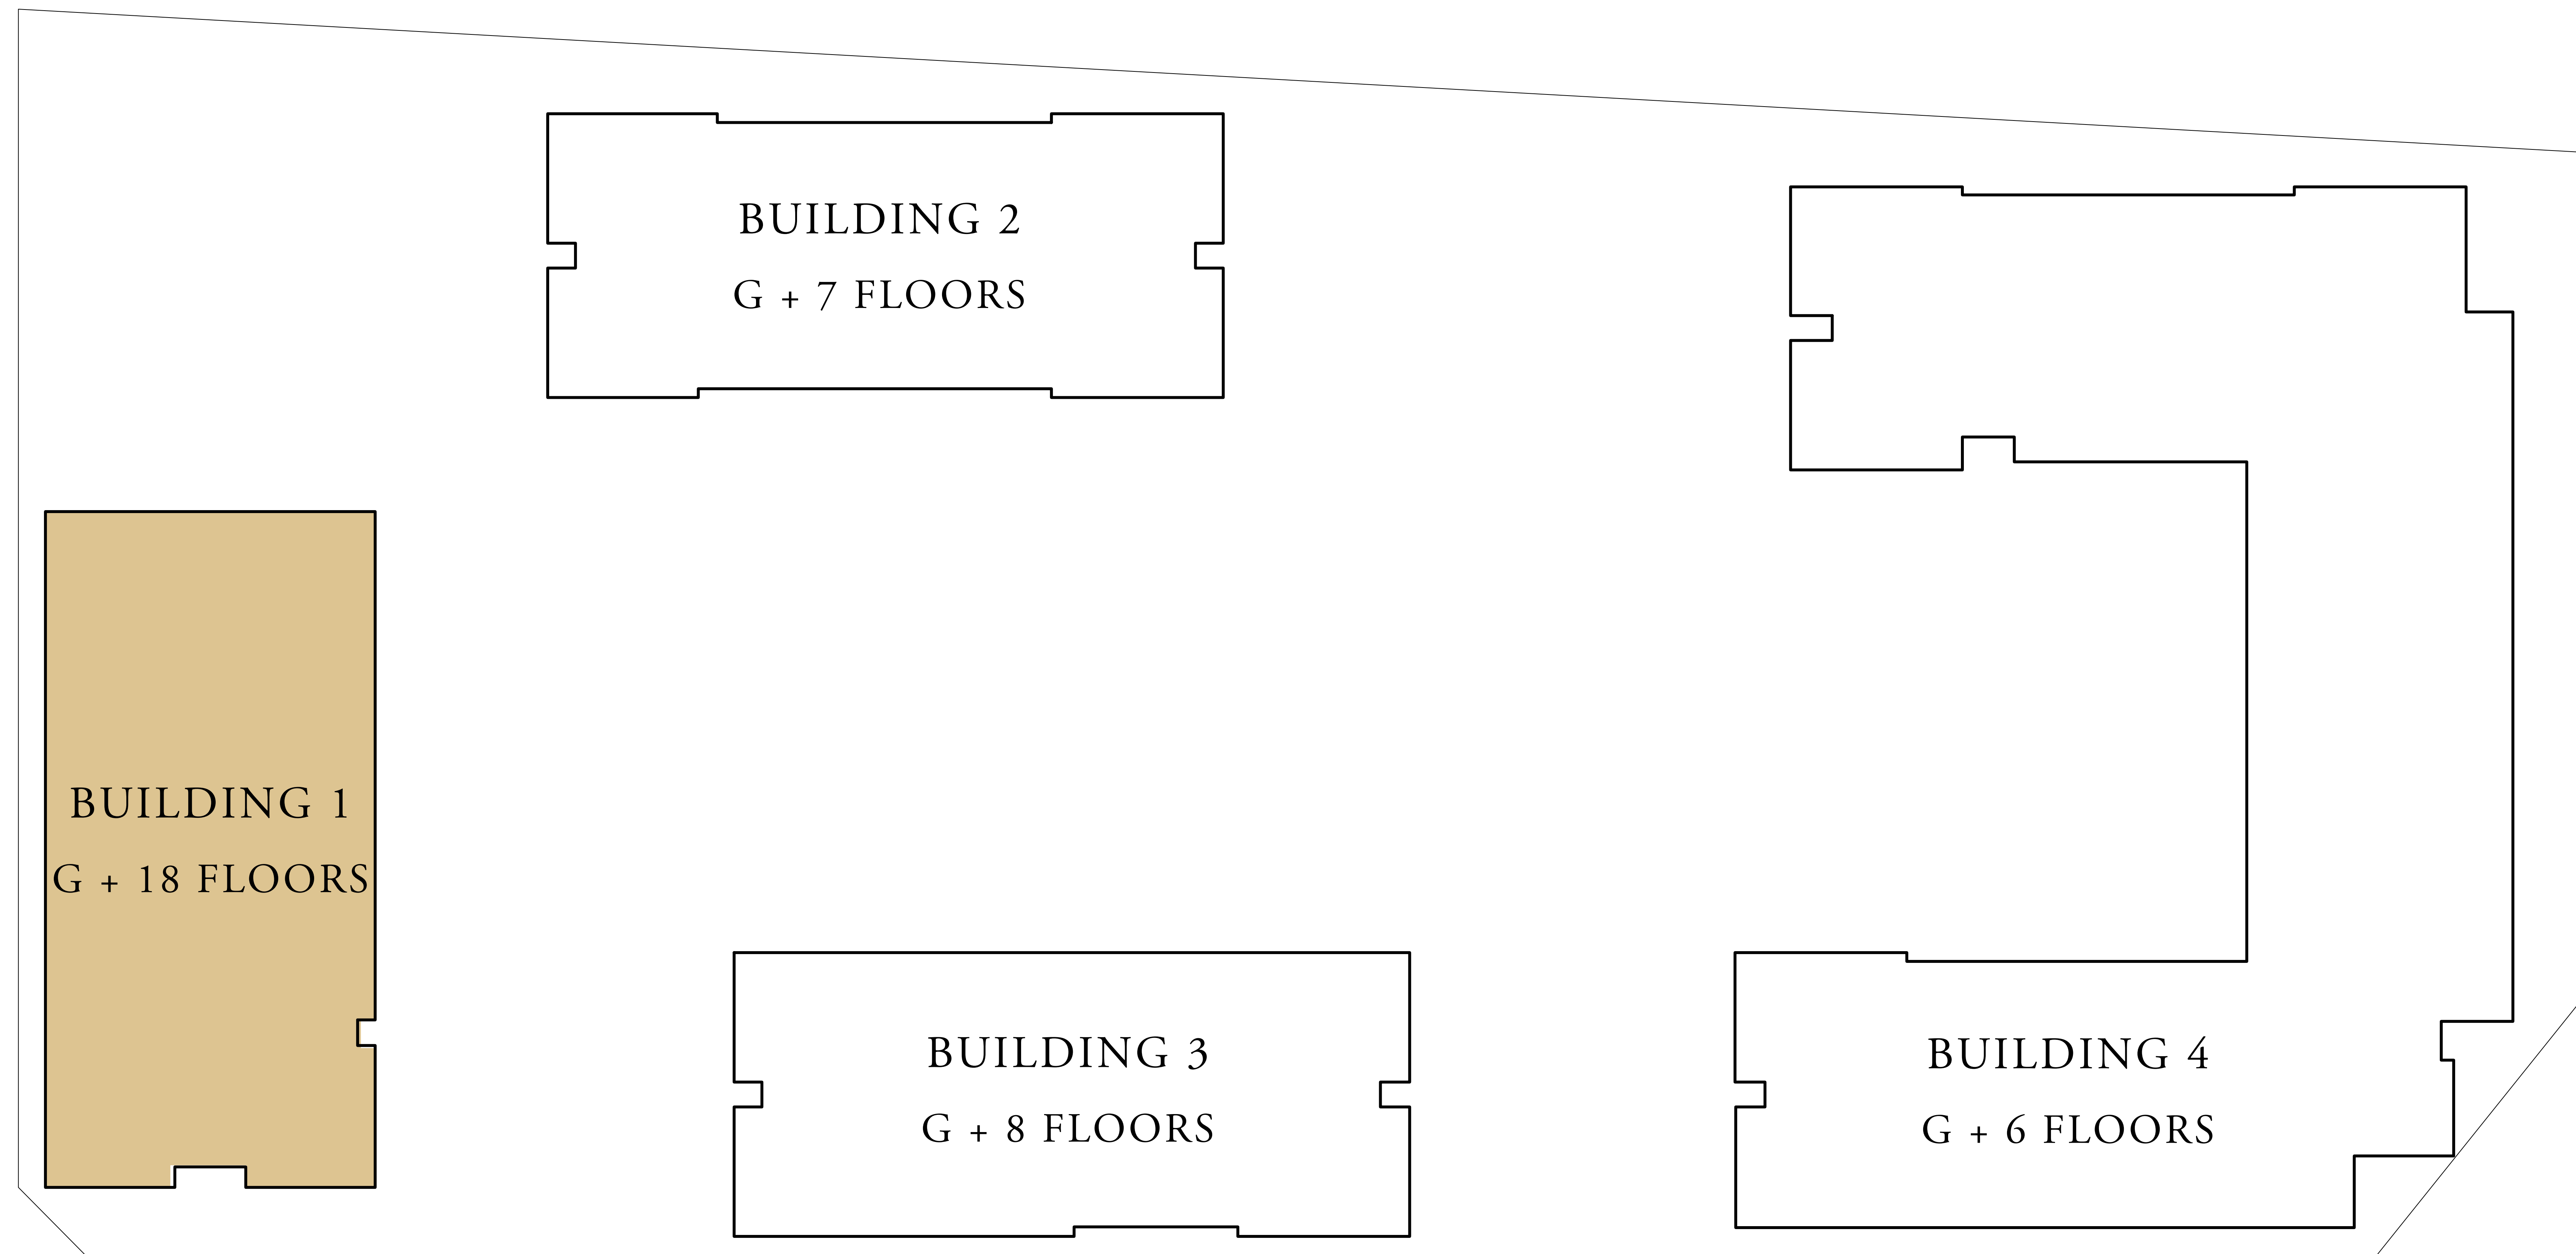 BUILDING 2
G + 7 FLOORS
BUILDING 1
G + 18 FLOORS
BUILDING 3
G + 8 FLOORS
BUILDING 4
G + 6 FLOORS